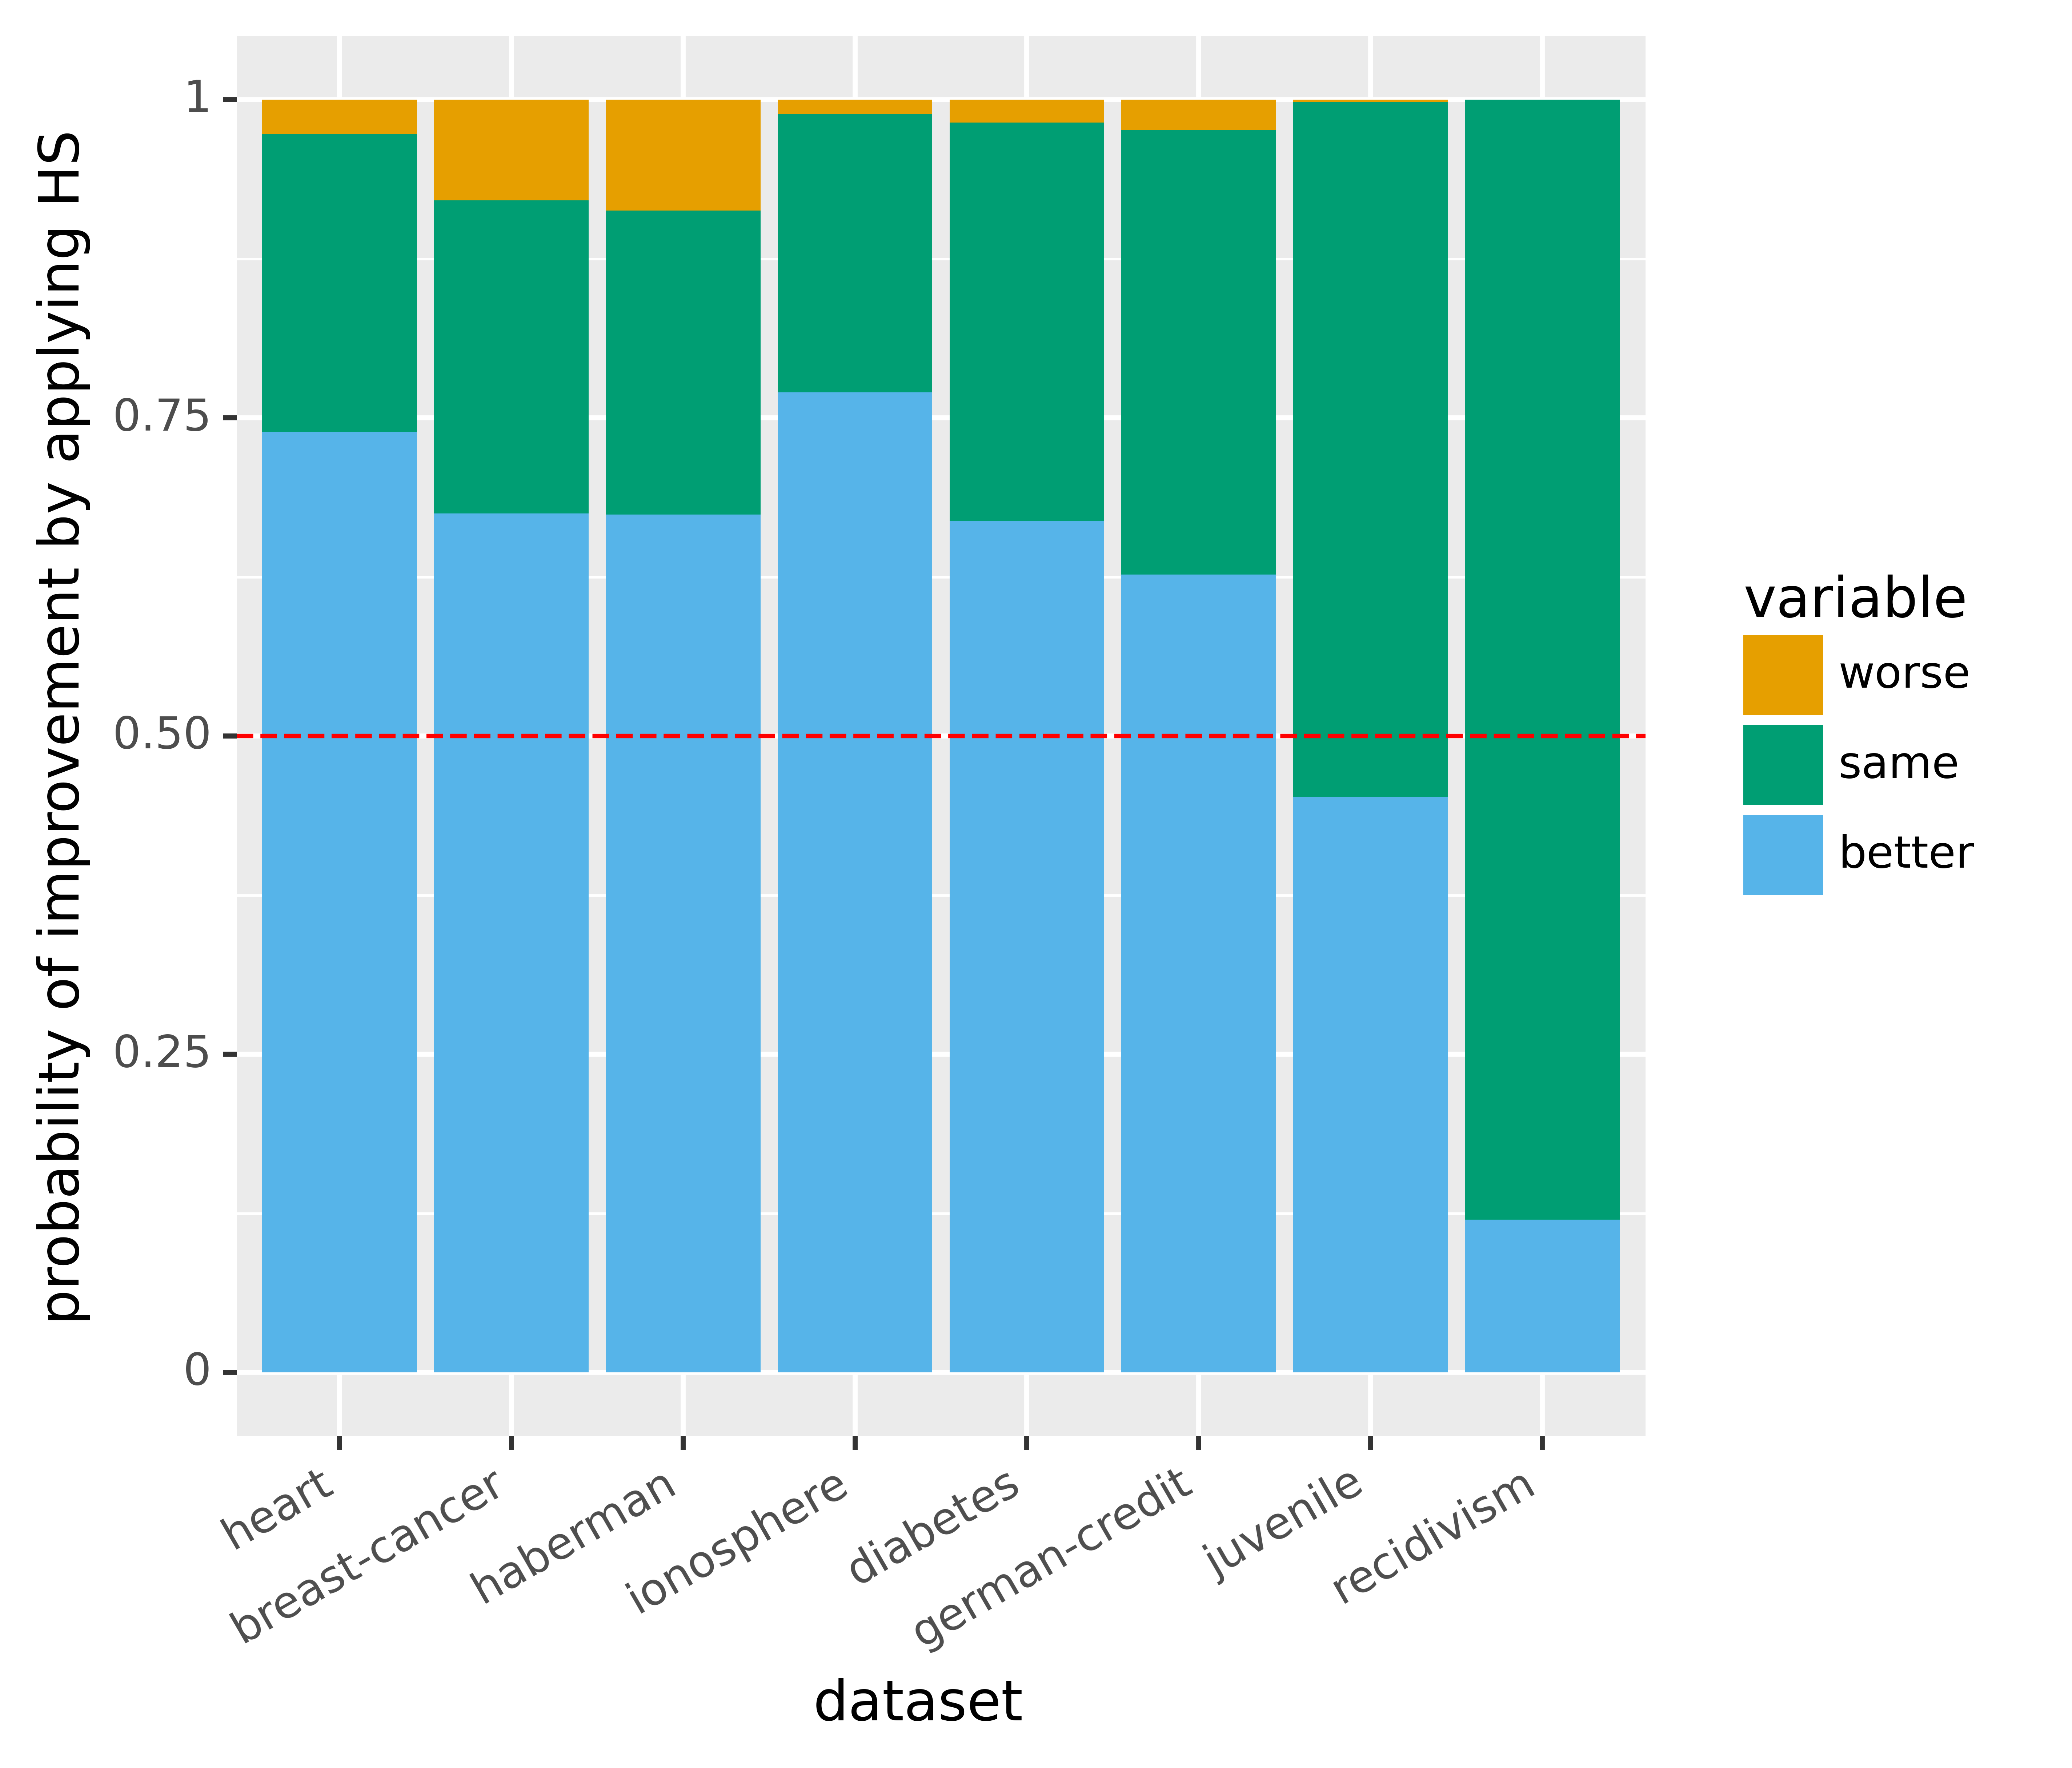 probability of improvement by applying HS
1
0.75
0.50
0.25
0
heart
breast-cancer
haberman
ionosphere
diabetes
german-credit
juvenile
recidivism
dataset
variable
worse
same
better